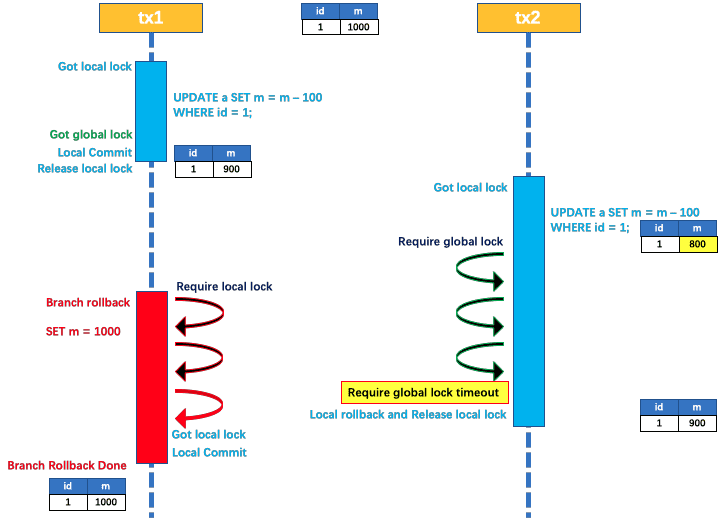 tx1
id m
1 1000
tx2
Got local lock
UPDATE a SET m = m – 100
WHERE id = 1;
Got global lock
Local Commit
Release local lock
id m
1 900
Got local lock
UPDATE a SET m = m – 100
WHERE id = 1;
id m
1 800
Require global lock
Require local lock
Branch rollback
SET m = 1000
Require global lock timeout
Local rollback and Release local lock
id m
1 900
Got local lock
Local Commit
Branch Rollback Done
id m
1 1000